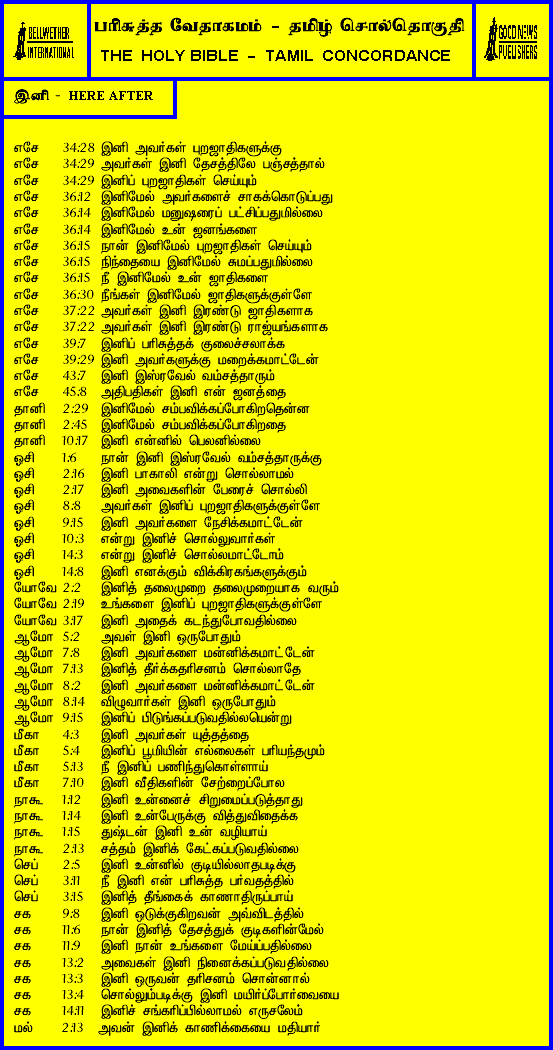 BELLWETHER
INTERNATIONAL
பரிசுத்த வேதாகமம் - தமிழ் சொல்தொகுதி
THE HOLY BIBLE - TAMIL CONCORDANCE
GOOD NEWS
PUBLISHERS
இனி - HERE AFTER
எசே 34:28 இனி அவர்கள் புறஜாதிகளுக்கு
எசே 34:29 அவர்கள் இனி தேசத்திலே பஞ்சத்தால்
எசே 34:29 இனிப் புறஜாதிகள் செய்யும்
எசே 36:12 இனிமேல் அவர்களைச் சாகக்கொடுப்பது
எசே 36:14 இனிமேல் மனுஷரைப் பட்சிப்பதுமில்லை
எசே 36:14 இனிமேல் உன் ஜனங்களை
எசே 36:15 நான் இனிமேல் புறஜாதிகள் செய்யும்
எசே 36:15 நிந்தையை இனிமேல் சுமப்பதுமில்லை
எசே 36:15 நீ இனிமேல் உன் ஜாதிகளை
எசே 36:30 நீங்கள் இனிமேல் ஜாதிகளுக்குள்ளே
எசே 37:22 அவர்கள் இனி இரண்டு ஜாதிகளாக
எசே 37:22 அவர்கள் இனி இரண்டு ராஜ்யங்களாக
எசே 39:7 இனிப் பரிசுத்தக் குலைச்சலாக்க
எசே 39:29 இனி அவர்களுக்கு மறைக்கமாட்டேன்
எசே 43:7 இனி இஸ்ரவேல் வம்சத்தாரும்
எசே 45:8 அதிபதிகள் இனி என் ஜனத்தை
தானி 2:29 இனிமேல் சம்பவிக்கப்போகிறதென்ன
தானி 2:45 இனிமேல் சம்பவிக்கப்போகிறதை
தானி 10:17 இனி என்னில் பெலனில்லை
ஓசி 1:6 நான் இனி இஸ்ரவேல் வம்சத்தாருக்கு
ஓசி 2:16 இனி பாகாலி என்று சொல்லாமல்
ஓசி 2:17 இனி அவைகளின் பேரைச் சொல்லி
ஓசி 8:8 அவர்கள் இனிப் புறஜாதிகளுக்குள்ளே
ஓசி 9:15 இனி அவர்களை நேசிக்கமாட்டேன்
ஓசி 10:3 என்று இனிச் சொல்லுவார்கள்
ஓசி 14:3 என்று இனிச் சொல்லமாட்டோம்
ஓசி 14:8 இனி எனக்கும் விக்கிரகங்களுக்கும்
யோவே 2:2 இனித் தலைமுறை தலைமுறையாக வரும்
யோவே 2:19 உங்களை இனிப் புறஜாதிகளுக்குள்ளே
யோவே 3:17 இனி அதைக் கடந்துபோவதில்லை
ஆமோ 5:2 அவள் இனி ஒருபோதும்
ஆமோ 7:8 இனி அவர்களை மன்னிக்கமாட்டேன்
ஆமோ 7:13 இனித் தீர்க்கதரிசனம் சொல்லாதே
ஆமோ 8:2 இனி அவர்களை மன்னிக்கமாட்டேன்
ஆமோ 8:14 விழுவார்கள் இனி ஒருபோதும்
ஆமோ 9:15 இனிப் பிடுங்கப்படுவதில்லையென்று
மீகா 4:3 இனி அவர்கள் யுத்தத்தை
மீகா 5:4 இனிப் பூமியின் எல்லைகள் பரியந்தமும்
மீகா 5:13 நீ இனிப் பணிந்துகொள்ளாய்
மீகா 7:10 இனி வீதிகளின் சேற்றைப்போல
நாகூ 1:12 இனி உன்னைச் சிறுமைப்படுத்தாது
நாகூ 1:14 இனி உன்பேருக்கு வித்துவிதைக்க
நாகூ 1:15 துஷ்டன் இனி உன் வழியாய்
நாகூ 2:13 சத்தம் இனிக் கேட்கப்படுவதில்லை
செப் 2:5 இனி உன்னில் குடியில்லாதபடிக்கு
செப் 3:11 நீ இனி என் பரிசுத்த பர்வதத்தில்
செப் 3:15 இனித் தீங்கைக் காணாதிருப்பாய்
சக 9:8 இனி ஒடுக்குகிறவன் அவ்விடத்தில்
சக 11:6 நான் இனித் தேசத்துக் குடிகளின்மேல்
சக 11:9 இனி நான் உங்களை மேய்ப்பதில்லை
சக 13:2 அவைகள் இனி நினைக்கப்படுவதில்லை
சக 13:3 இனி ஒருவன் தரிசனம் சொன்னால்
சக 13:4 சொல்லும்படிக்கு இனி மயிர்ப்போர்வையை
சக 14:11 இனிச் சங்கரிப்பில்லாமல் எருசலேம்
மல் 2:13 அவன் இனிக் காணிக்கையை மதியார்